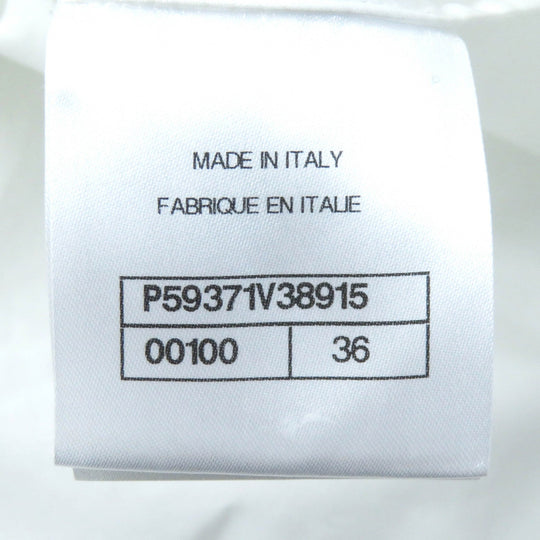 MADE IN ITALY
FABRIQUE EN ITALIE
P59371V38915
00100 36